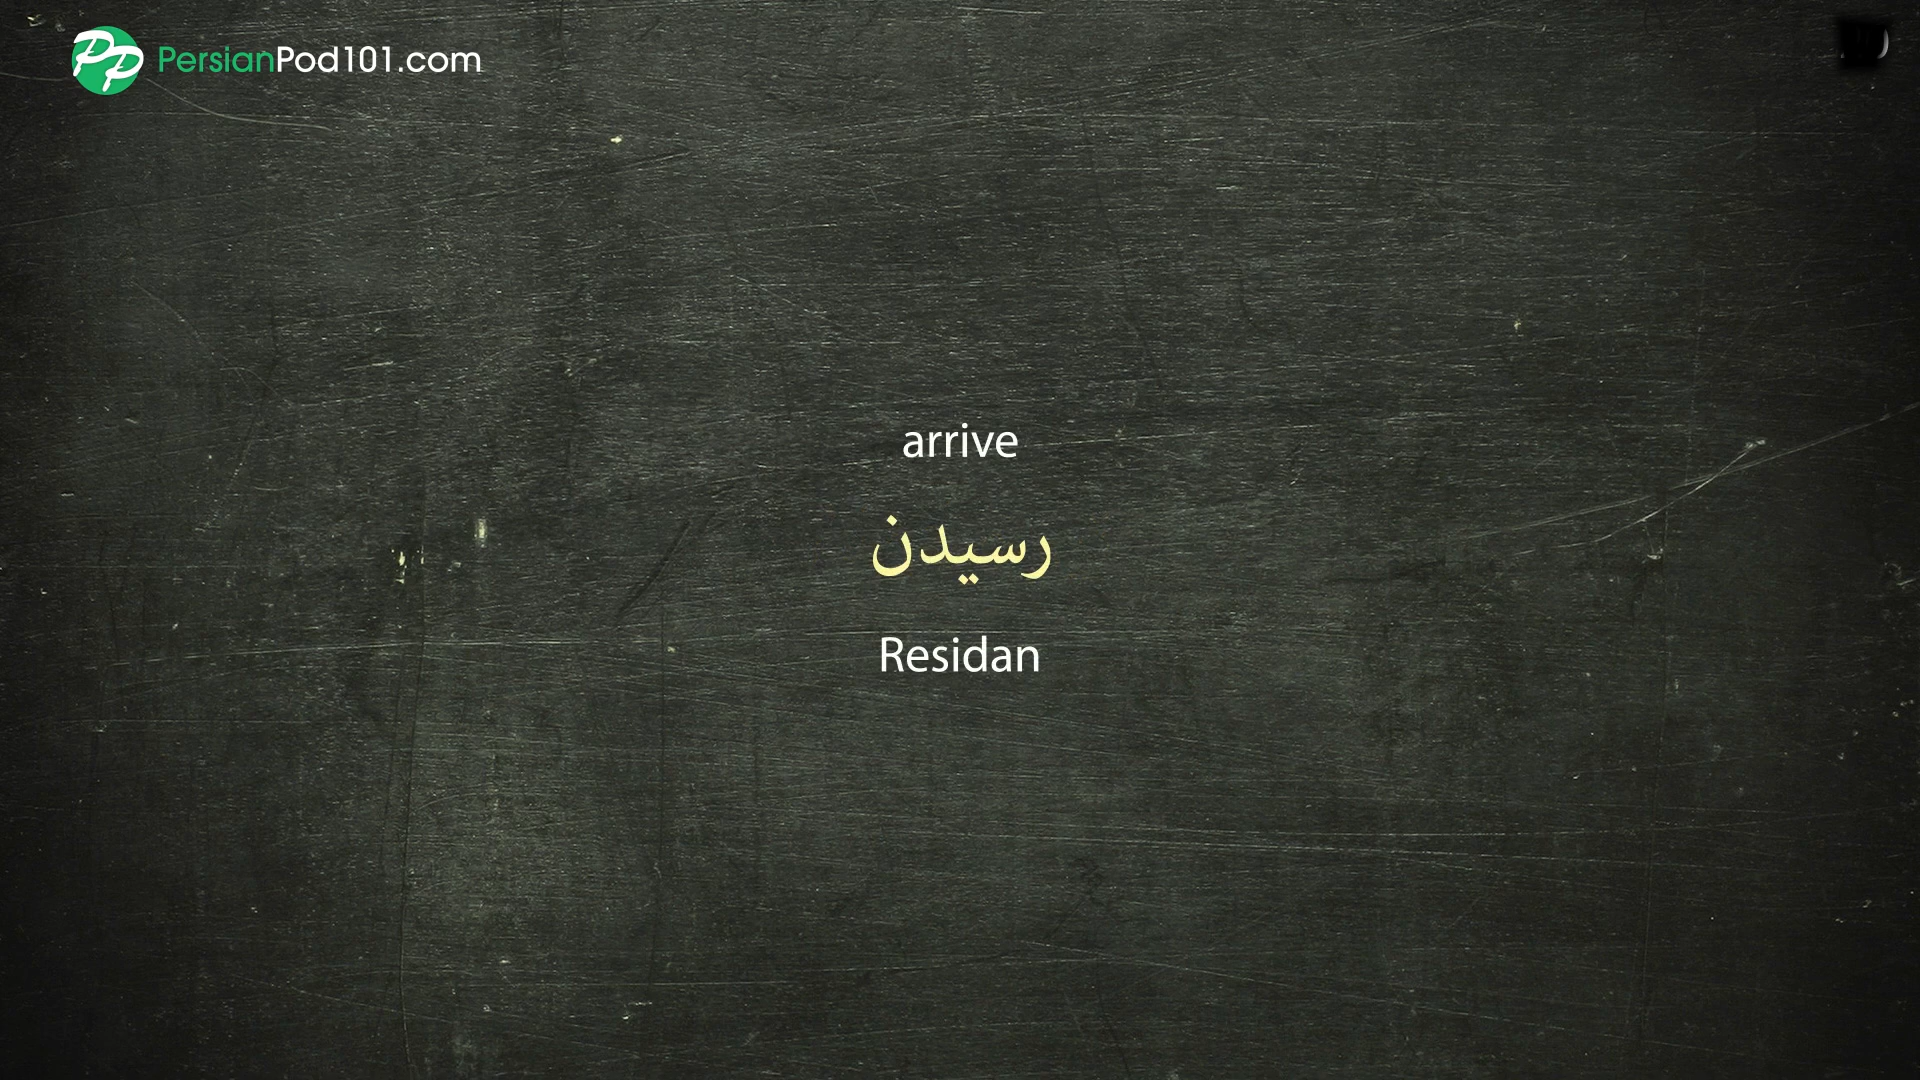 PersianPod101.com
arrive
رسیدن
Residan